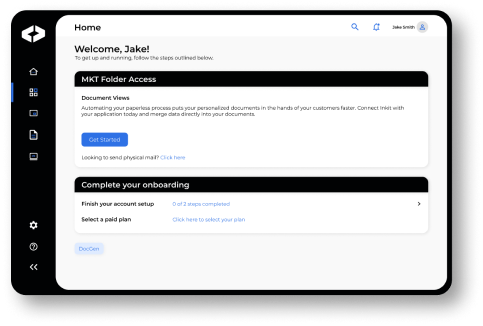 Home
Jake Smith
Welcome, Jake!
To get up and running, follow the steps outlined below.
MKT Folder Access
Document Views
Automating your paperless process puts your personalized documents in the hands of your customers faster. Connect Inkit with
your application today and merge data directly into your documents.
Get Started
Looking to send physical mail? Click here
Complete your onboarding
Finish your account setup 0 of 2 steps completed
Select a paid plan Click here to select your plan
DocGen